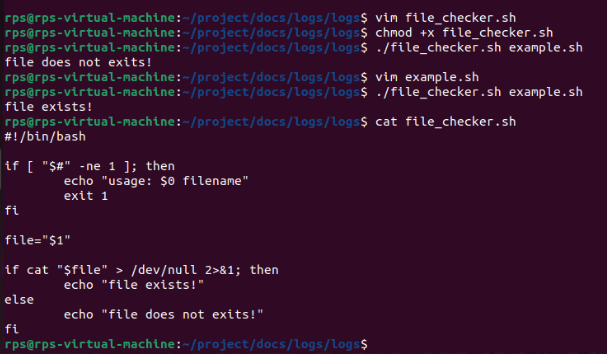 rps@rps-virtual-machine:~/project/docs/logs/logs$ vim file_checker.sh
rps@rps-virtual-machine:~/project/docs/logs/logs$ chmod +x file_checker.sh
rps@rps-virtual-machine:~/project/docs/logs/logs$ ./file_checker.sh example.sh
file does not exits!
rps@rps-virtual-machine:~/project/docs/logs/logs$ vim example.sh
rps@rps-virtual-machine:~/project/docs/logs/logs$ ./file_checker.sh example.sh
file exists!
rps@rps-virtual-machine:~/project/docs/logs/logs$ cat file_checker.sh
#!/bin/bash

if [ "$#" -ne 1 ]; then
        echo "usage: $0 filename"
        exit 1
fi

file="$1"

if cat "$file" > /dev/null 2>&1; then
        echo "file exists!"
else
        echo "file does not exits!"
fi
rps@rps-virtual-machine:~/project/docs/logs/logs$